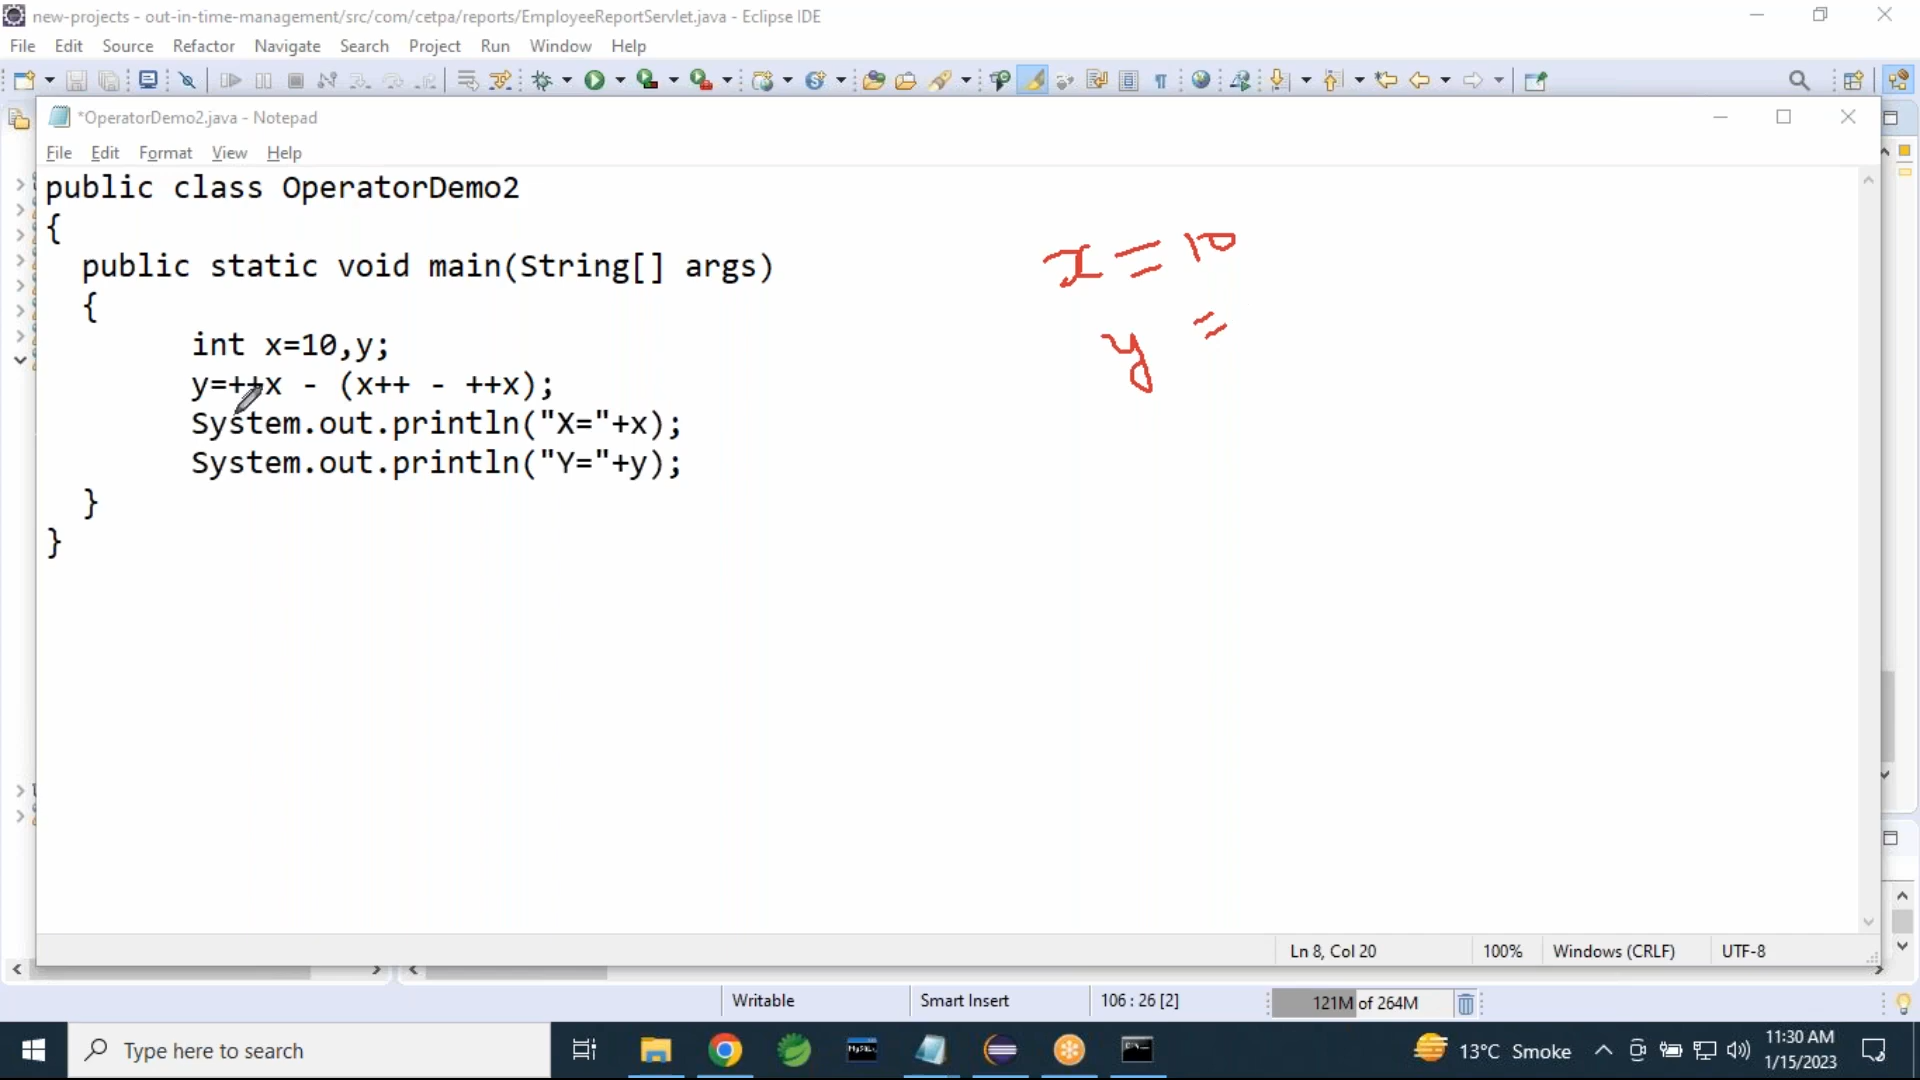 new-projects - out-in-time-management/src/com/cetpa/reports/EmployeeReportServlet.java - Eclipse IDE
File Edit Source Refactor Navigate Search Project Run Window Help
*OperatorDemo2.java - Notepad
File Edit Format View Help
public class OperatorDemo2
{
public static void main(String[] args)
{
int x=10,y;
y=++x - (x++ - ++x);
System.out.println("X="+x);
System.out.println("Y="+y);
}
}
x = 10
y =
Ln 8, Col 20 100% Windows (CRLF) UTF-8
Writable Smart Insert 106 : 26 [2] 121M of 264M
Type here to search
MySQL
13°C Smoke
11:30 AM
1/15/2023